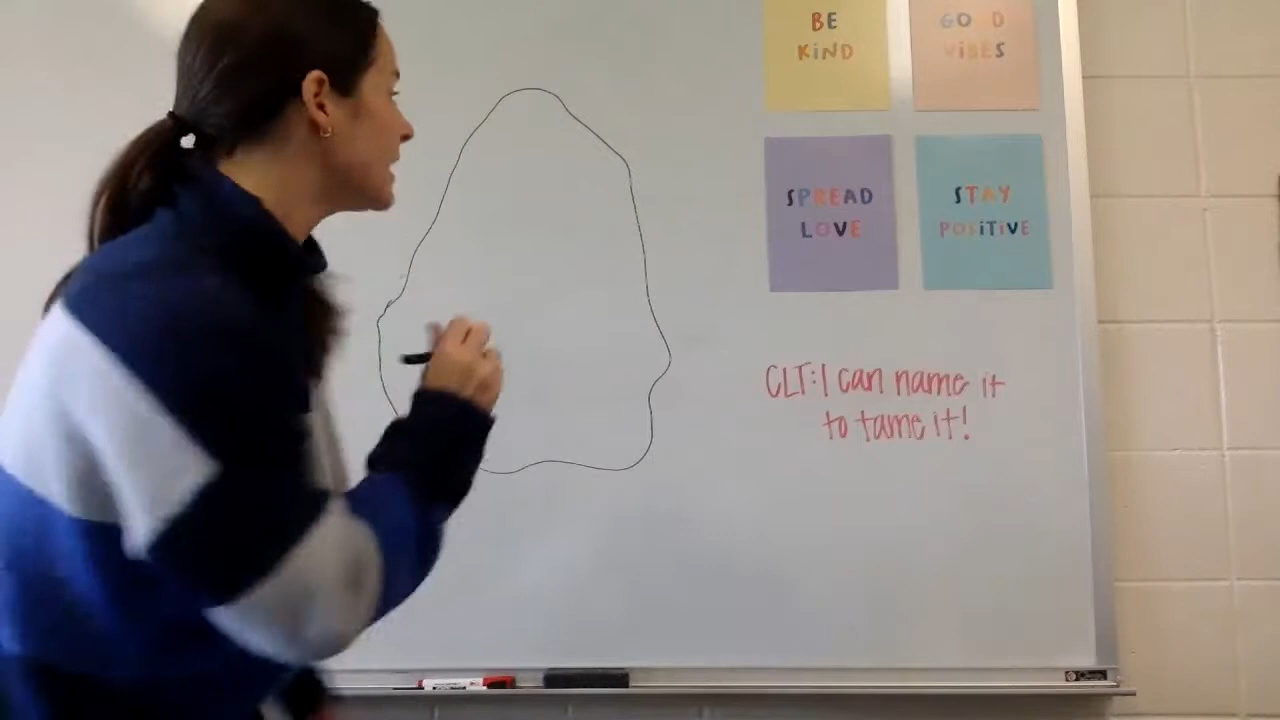 BE
KiND
GOOD
ViBES
SPREAD
LOVE
STAY
POSiTiVE
CLT: I can name it
to tame it!